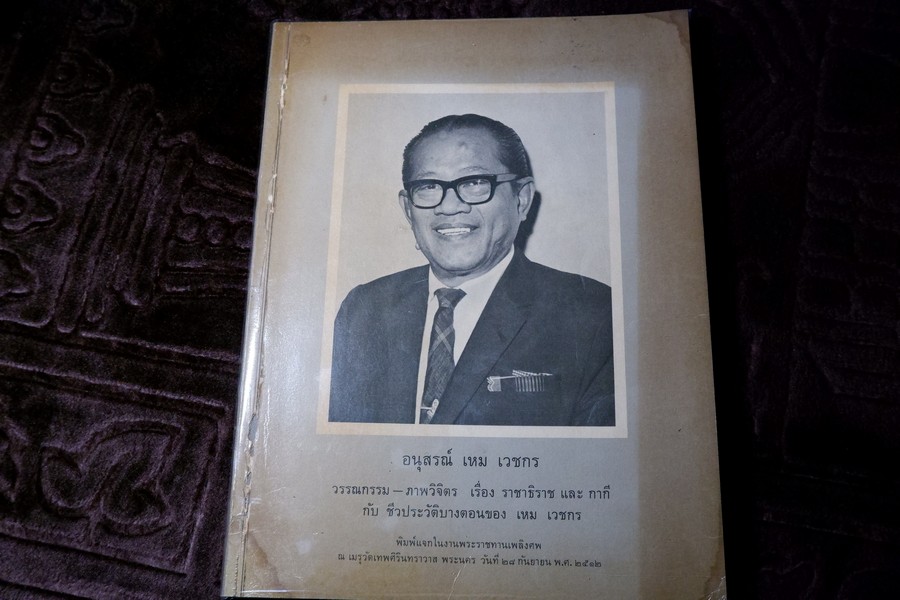 อนุสรณ์ เหม เวชกร
วรรณกรรม – ภาพวิจิตร เรื่อง ราชาธิราช และ กากี
กับ ชีวประวัติบางตอนของ เหม เวชกร
พิมพ์แจกในงานพระราชทานเพลิงศพ
ณ เมรุวัดเทพศิรินทราวาส พระนคร วันที่ ๒๘ กันยายน พ.ศ. ๒๕๑๒